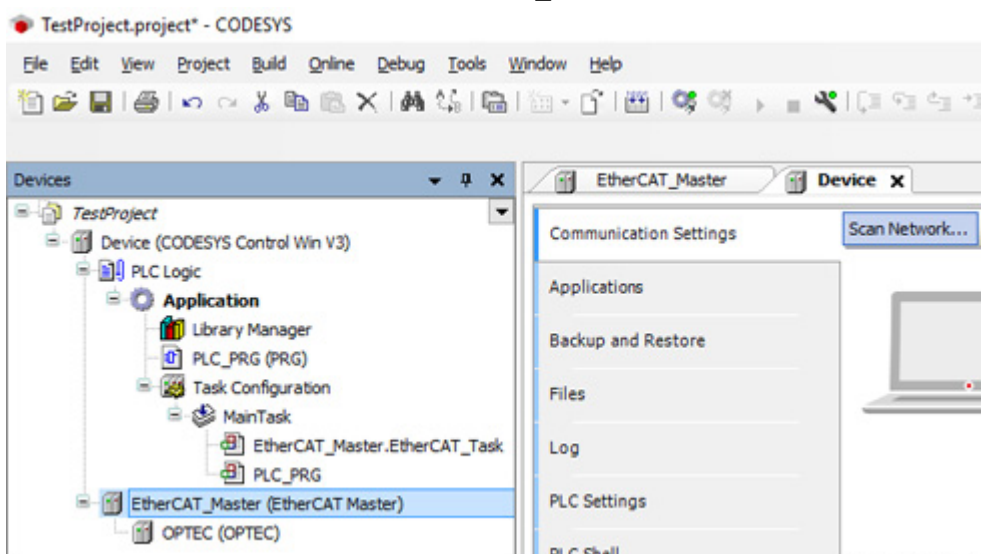 TestProject.project* - CODESYS
File Edit View Project Build Online Debug Tools Window Help
Devices
EtherCAT_Master
Device
TestProject
Device (CODESYS Control Win V3)
PLC Logic
Application
Library Manager
PLC_PRG (PRG)
Task Configuration
MainTask
EtherCAT_Master.EtherCAT_Task
PLC_PRG
EtherCAT_Master (EtherCAT Master)
OPTEC (OPTEC)
Communication Settings
Scan Network...
Applications
Backup and Restore
Files
Log
PLC Settings
PLC Shell